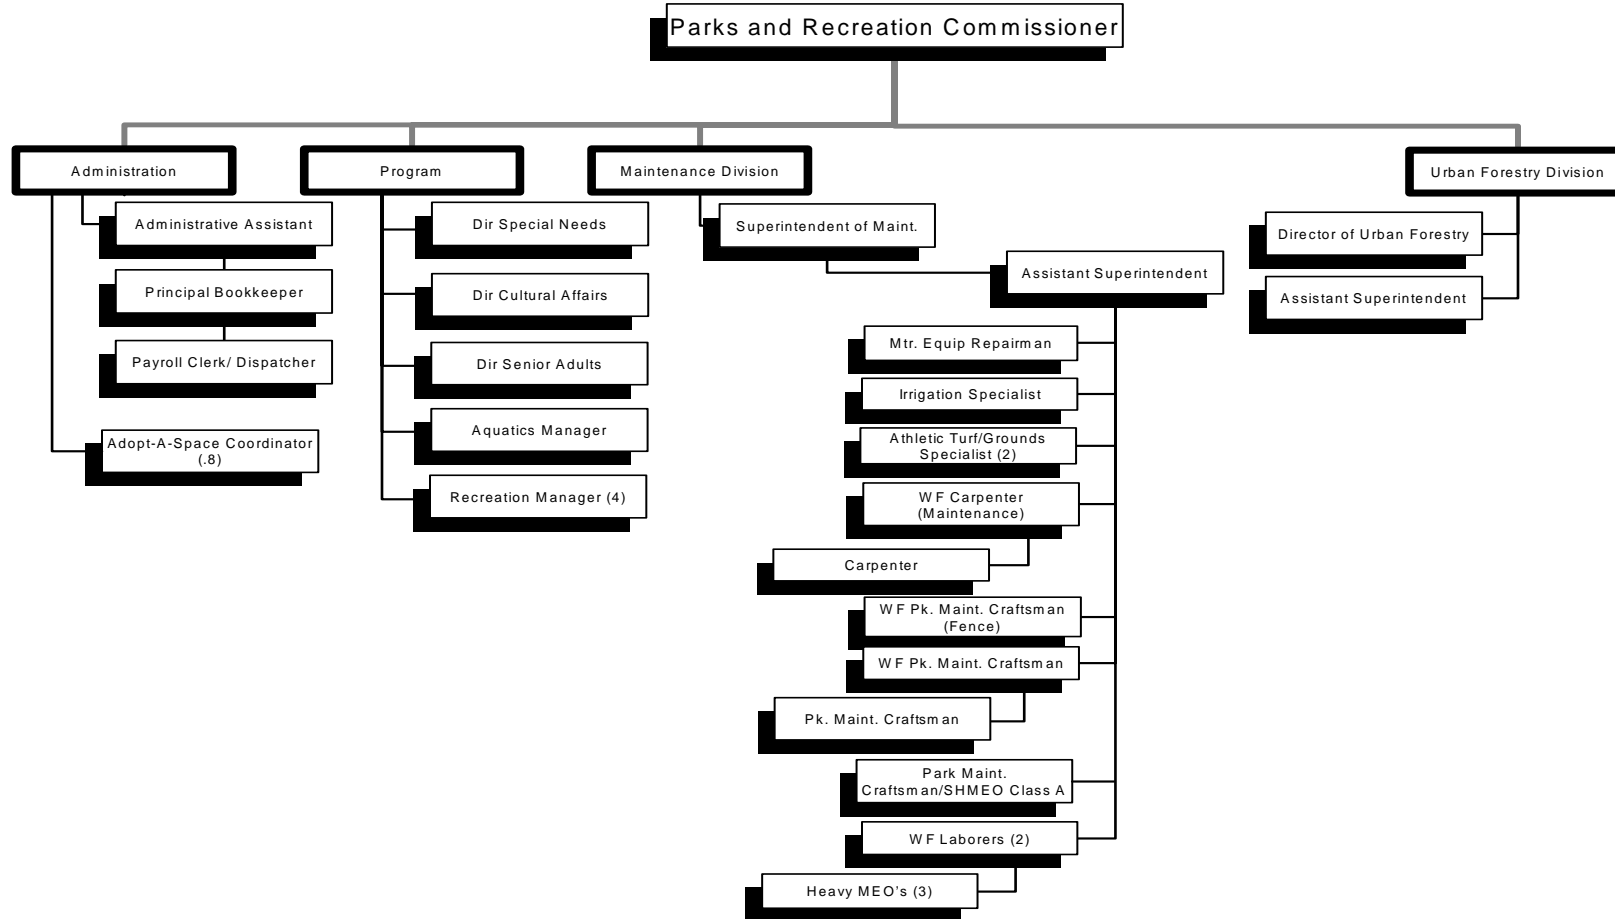 Parks and Recreation Commissioner
Administration
Program
Maintenance Division
Urban Forestry Division
Administrative Assistant
Principal Bookkeeper
Payroll Clerk/ Dispatcher
Adopt-A-Space Coordinator
(.8)
Dir Special Needs
Dir Cultural Affairs
Dir Senior Adults
Aquatics Manager
Recreation Manager (4)
Superintendent of Maint.
Assistant Superintendent
Mtr. Equip Repairman
Irrigation Specialist
Athletic Turf/Grounds
Specialist (2)
WF Carpenter
(Maintenance)
Carpenter
WF Pk. Maint. Craftsman
(Fence)
WF Pk. Maint. Craftsman
Pk. Maint. Craftsman
Park Maint.
Craftsman/SHMEO Class A
WF Laborers (2)
Heavy MEO's (3)
Director of Urban Forestry
Assistant Superintendent